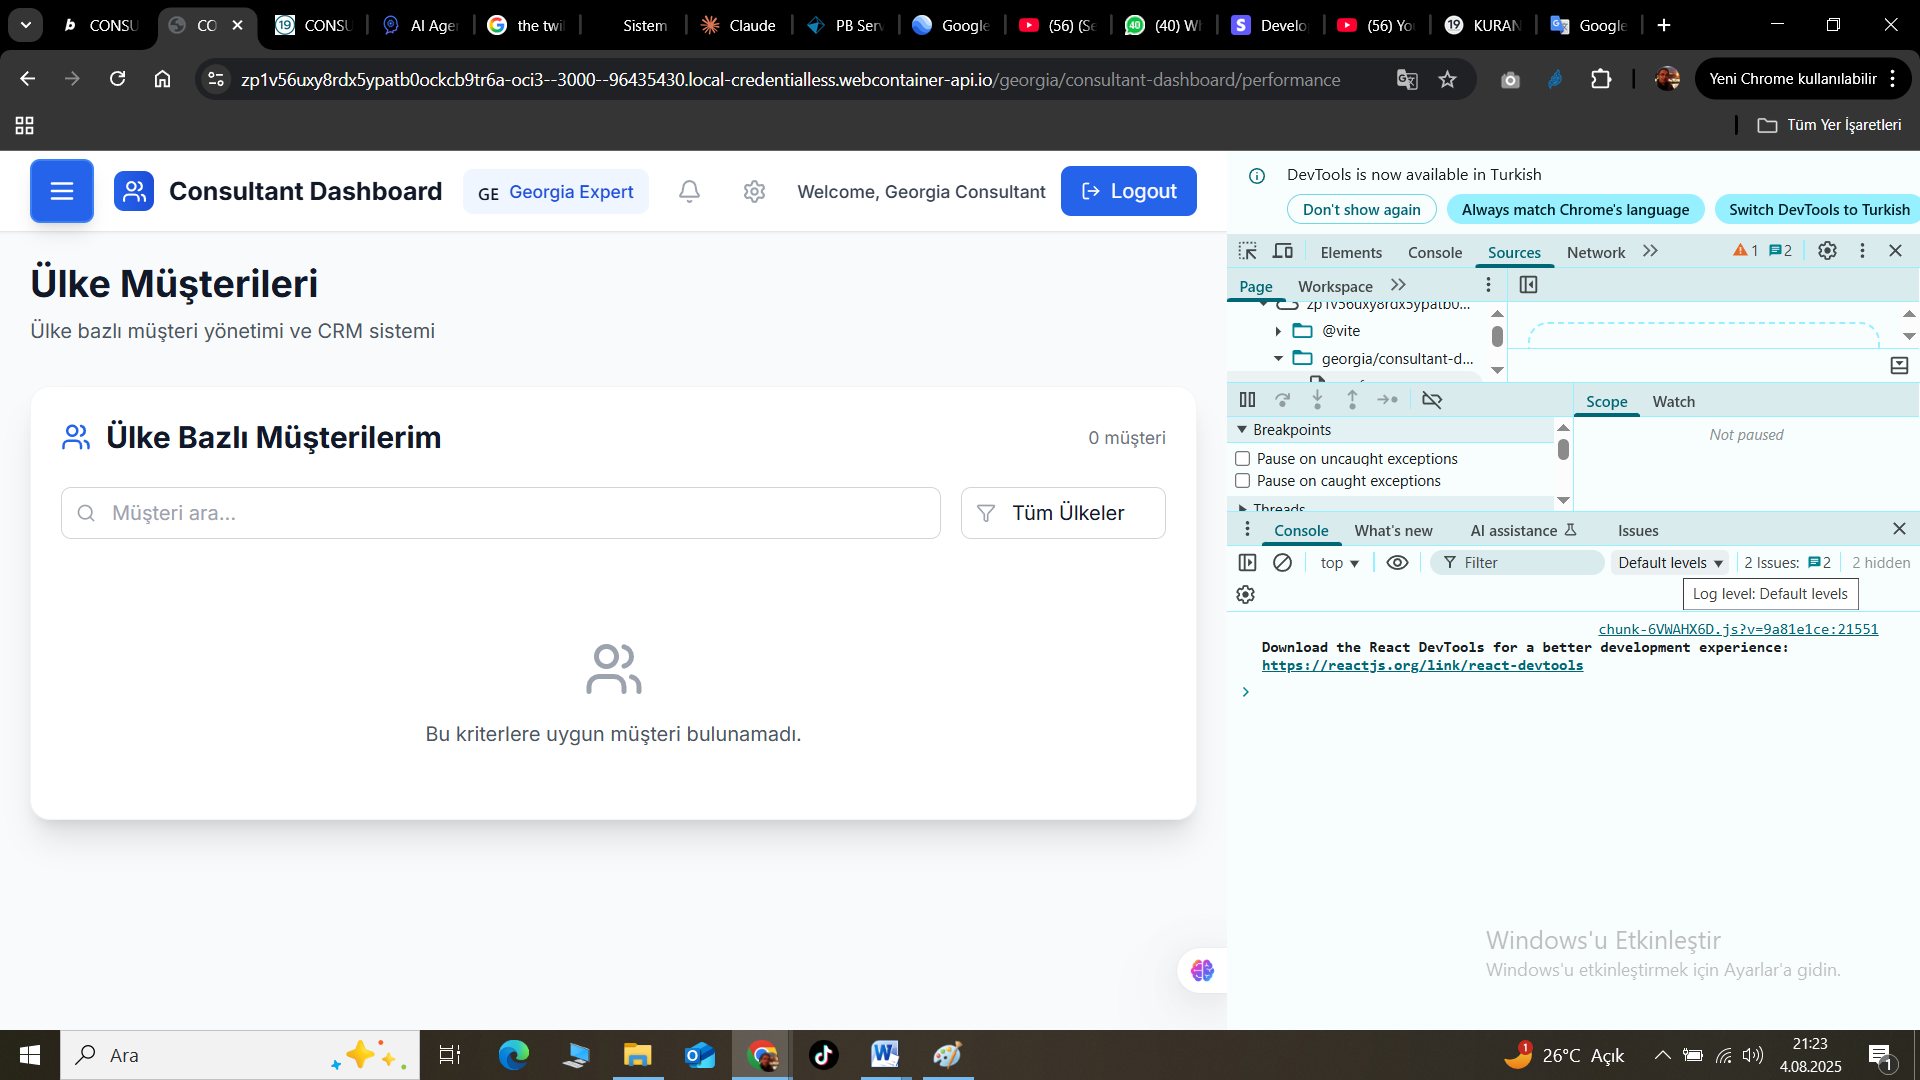 CONSU
CO
CONSU
AI Age
the twi
Sistem
Claude
PB Serv
Google
(56) (Se
(40) W
Develo
(56) Yo
KURAN
Google
zp1v56uxy8rdx5ypatb0ockcb9tr6a-oci3--3000--96435430.local-credentialless.webcontainer-api.io/georgia/consultant-dashboard/performance
Yeni Chrome kullanılabilir
Tüm Yer İşaretleri
Consultant Dashboard
GE Georgia Expert
Welcome, Georgia Consultant
Logout
Ülke Müşterileri
Ülke bazlı müşteri yönetimi ve CRM sistemi
Ülke Bazlı Müşterilerim
0 müşteri
Müşteri ara...
Tüm Ülkeler
Bu kriterlere uygun müşteri bulunamadı.
DevTools is now available in Turkish
Don't show again
Always match Chrome's language
Switch DevTools to Turkish
Elements
Console
Sources
Network
1
2
Page
Workspace
zp1v56uxy8rdx5ypatb0...
@vite
georgia/consultant-d...
Scope
Watch
Breakpoints
Not paused
Pause on uncaught exceptions
Pause on caught exceptions
Threads
Console
What's new
AI assistance
Issues
top
Filter
Default levels
2 Issues: 2
2 hidden
Log level: Default levels
chunk-6VWAHX6D.js?v=9a81e1ce:21551
Download the React DevTools for a better development experience:
https://reactjs.org/link/react-devtools
Windows'u Etkinleştir
Windows'u etkinleştirmek için Ayarlar'a gidin.
Ara
1
26°C Açık
21:23
4.08.2025
1